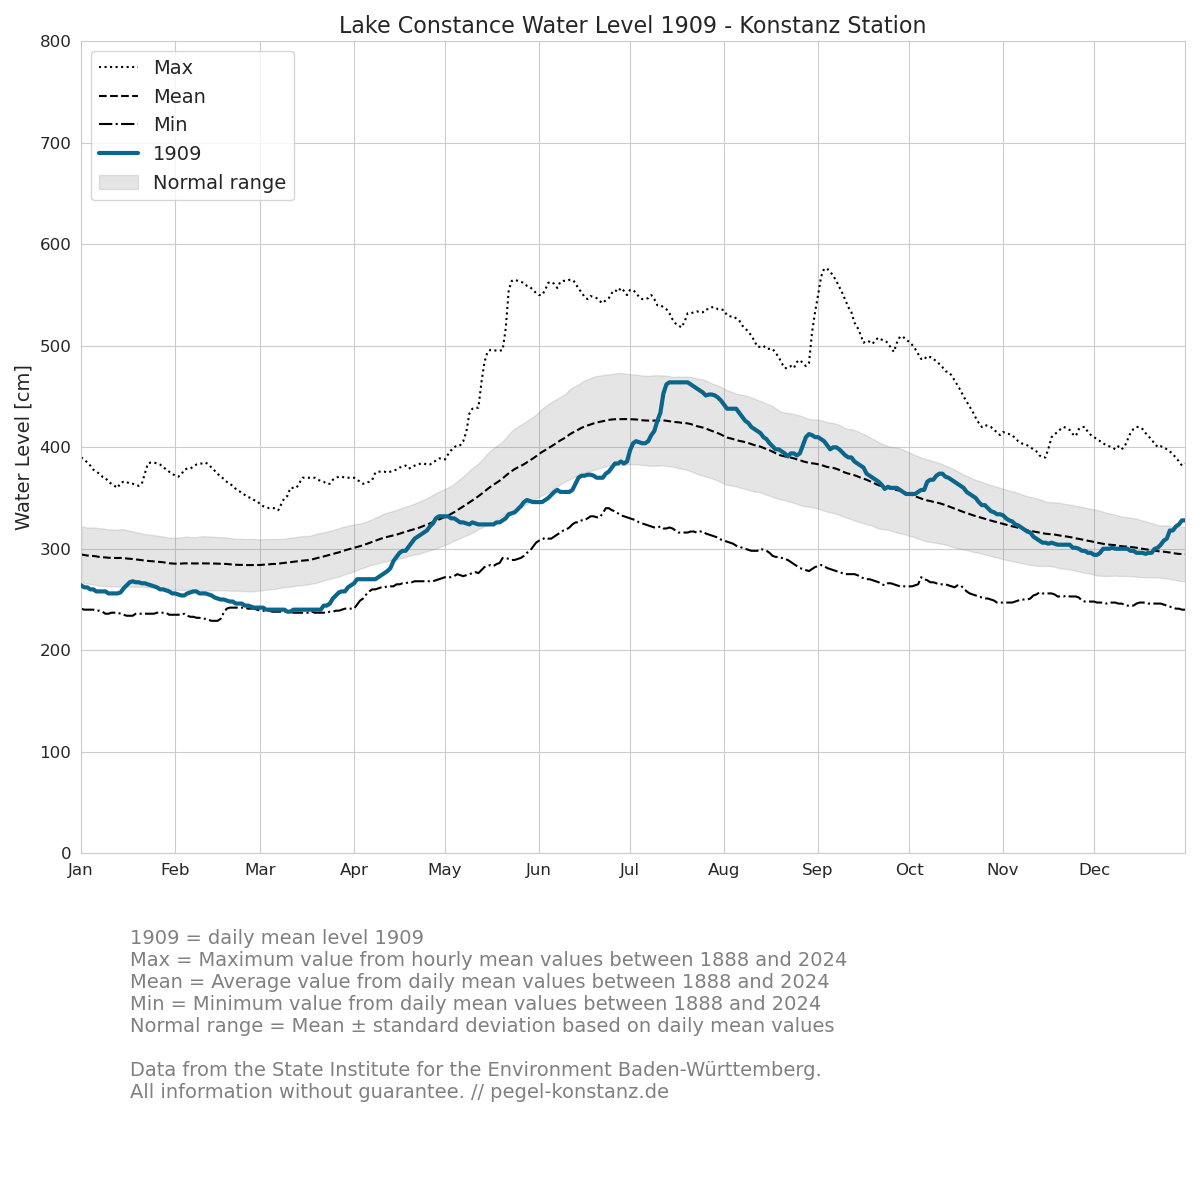 Lake Constance Water Level 1909 - Konstanz Station
800
700
600
500
400
300
200
100
0
Water Level [cm]
Max
Mean
Min
1909
Normal range
Jan Feb Mar Apr May Jun Jul Aug Sep Oct Nov Dec
1909 = daily mean level 1909
Max = Maximum value from hourly mean values between 1888 and 2024
Mean = Average value from daily mean values between 1888 and 2024
Min = Minimum value from daily mean values between 1888 and 2024
Normal range = Mean ± standard deviation based on daily mean values
Data from the State Institute for the Environment Baden-Württemberg.
All information without guarantee. // pegel-konstanz.de